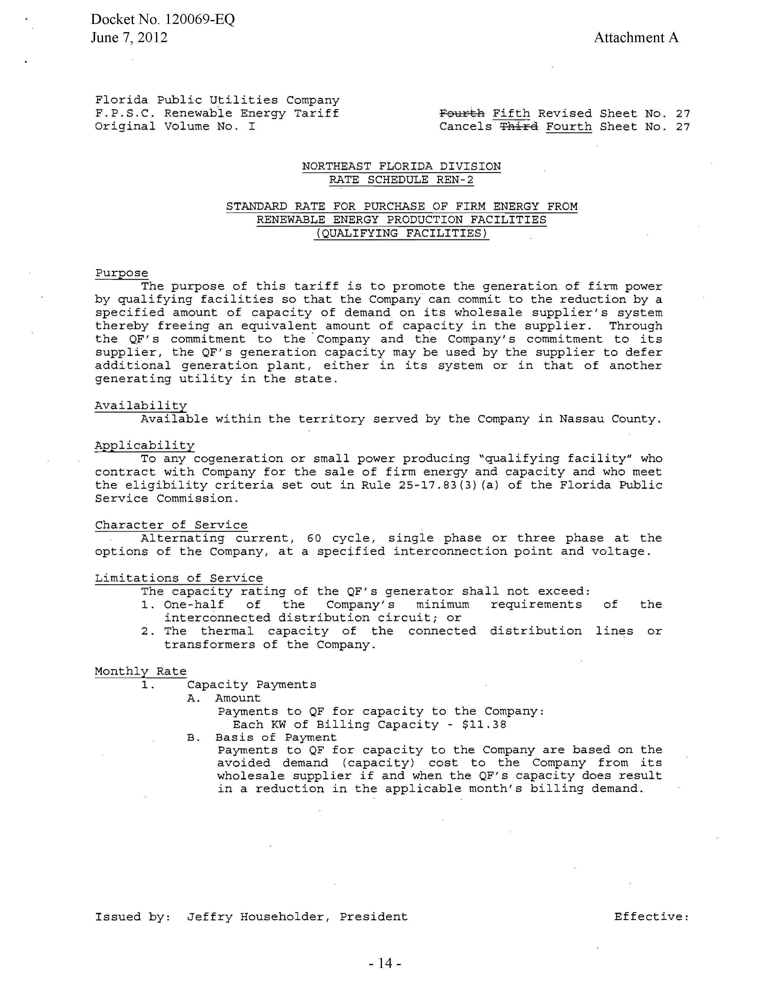 Docket No. 120069-EQ
June 7, 2012
Attachment A
Florida Public Utilities Company
F.P.S.C. Renewable Energy Tariff
Fourth Fifth Revised Sheet No. 27
Original Volume No. I
Cancels Third Fourth Sheet No. 27
NORTHEAST FLORIDA DIVISION
RATE SCHEDULE REN-2
STANDARD RATE FOR PURCHASE OF FIRM ENERGY FROM
RENEWABLE ENERGY PRODUCTION FACILITIES
(QUALIFYING FACILITIES)
Purpose
The purpose of this tariff is to promote the generation of firm power
by qualifying facilities so that the Company can commit to the reduction by a
specified amount of capacity of demand on its wholesale supplier's system
thereby freeing an equivalent amount of capacity in the supplier. Through
the QF's commitment to the Company and the Company's commitment to its
supplier, the QF's generation capacity may be used by the supplier to defer
additional generation plant, either in its system or in that of another
generating utility in the state.
Availability
Available within the territory served by the Company in Nassau County.
Applicability
To any cogeneration or small power producing "qualifying facility" who
contract with Company for the sale of firm energy and capacity and who meet
the eligibility criteria set out in Rule 25-17.83(3)(a) of the Florida Public
Service Commission.
Character of Service
Alternating current, 60 cycle, single phase or three phase at the
options of the Company, at a specified interconnection point and voltage.
Limitations of Service
The capacity rating of the QF's generator shall not exceed:
1. One-half of the Company's minimum requirements of the
interconnected distribution circuit; or
2. The thermal capacity of the connected distribution lines or
transformers of the Company.
Monthly Rate
1. Capacity Payments
A. Amount
Payments to QF for capacity to the Company:
Each KW of Billing Capacity - $11.38
B. Basis of Payment
Payments to QF for capacity to the Company are based on the
avoided demand (capacity) cost to the Company from its
wholesale supplier if and when the QF's capacity does result
in a reduction in the applicable month's billing demand.
Issued by: Jeffry Householder, President
Effective:
- 14 -